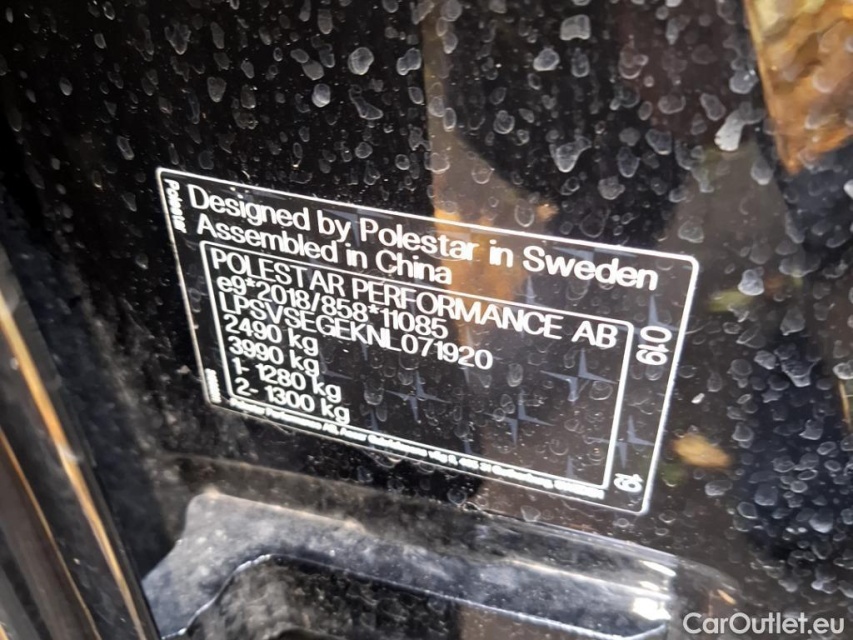 Polestar
Designed by Polestar in Sweden
Assembled in China
POLESTAR PERFORMANCE AB
e9*2018/858*11085
LPSVSEGEKNL071920
2490 kg
3990 kg
1- 1280 kg
2- 1300 kg
060
CarOutlet.eu